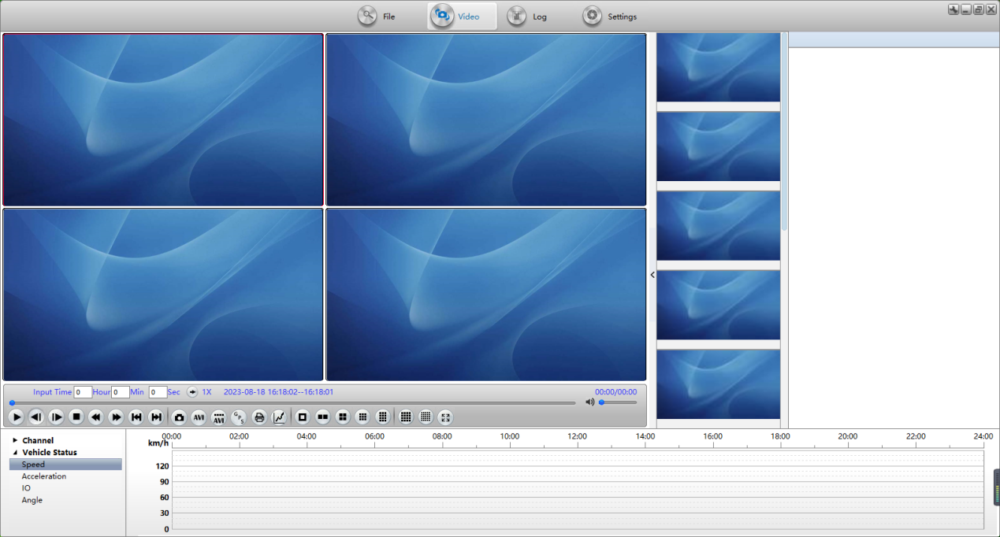 File Video Log Settings
Input Time 0 Hour 0 Min 0 Sec 1X 2023-08-18 16:18:02--16:18:01 00:00/00:00
AVI AVI GPS
Channel
Vehicle Status
Speed
Acceleration
IO
Angle
00:00 02:00 04:00 06:00 08:00 10:00 12:00 14:00 16:00 18:00 20:00 22:00 24:00
km/h
120
90
60
30
0